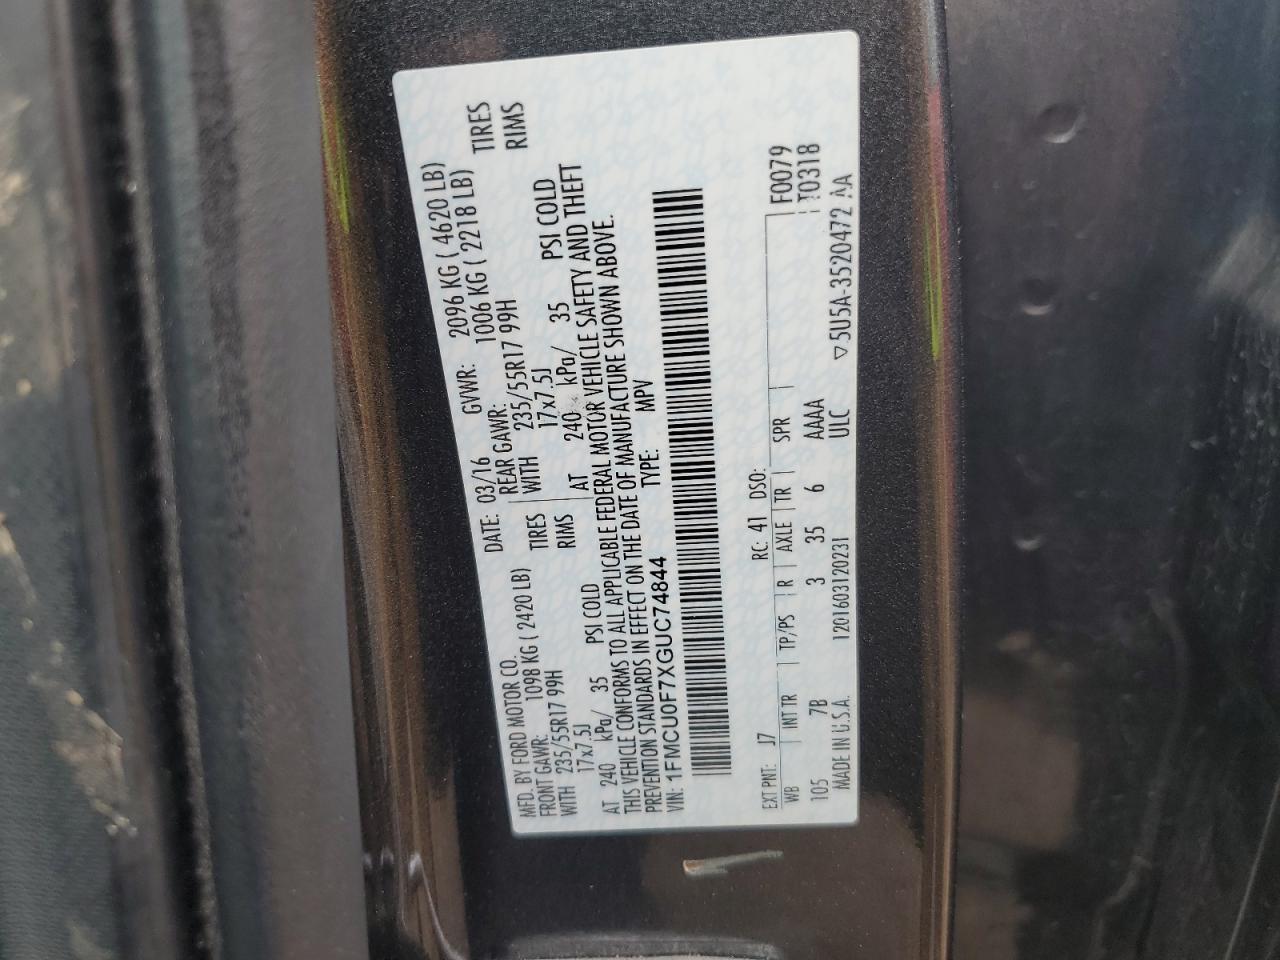 MFD. BY FORD MOTOR CO. DATE: 03/16 GVWR: 2096 KG ( 4620 LB)
FRONT GAWR: 1098 KG ( 2420 LB) REAR GAWR: 1006 KG ( 2218 LB)
WITH 235/55R17 99H TIRES WITH 235/55R17 99H TIRES
17x7.5J RIMS 17x7.5J RIMS
AT 240 kPa/ 35 PSI COLD AT 240 kPa/ 35 PSI COLD
THIS VEHICLE CONFORMS TO ALL APPLICABLE FEDERAL MOTOR VEHICLE SAFETY AND THEFT
PREVENTION STANDARDS IN EFFECT ON THE DATE OF MANUFACTURE SHOWN ABOVE.
VIN: 1FMCU0F7XGUC74844 TYPE: MPV
EXT PNT: J7 RC: 41 DSO: F0079
WB INT TR TP/PS R AXLE TR SPR T0318
105 7B 3 35 6 AAAA
MADE IN U.S.A. 120160312023I ULC ▽5U5A-3520472 AA